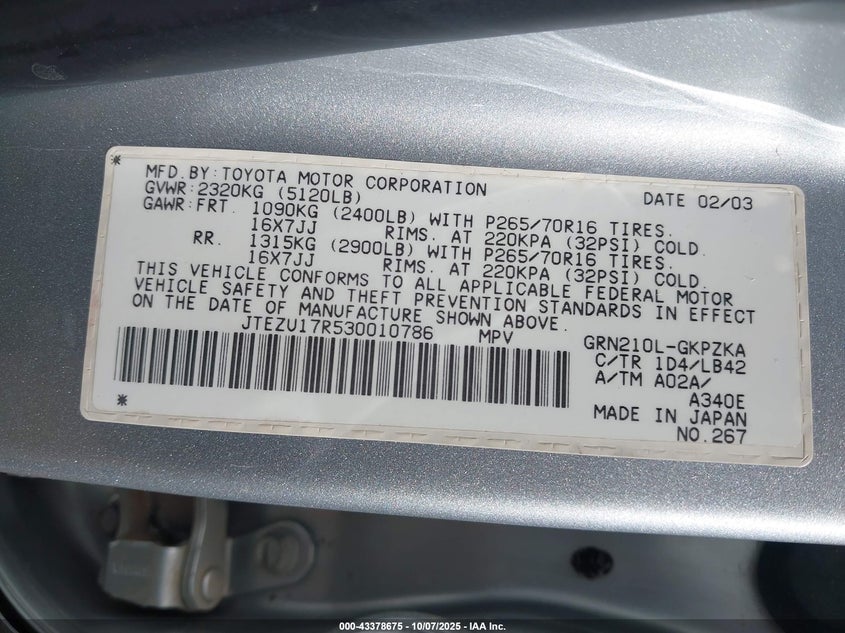 MFD.BY:TOYOTA MOTOR CORPORATION DATE 02/03
GVWR:2320KG (5120LB)
GAWR:FRT. 1090KG (2400LB) WITH P265/70R16 TIRES.
16X7JJ RIMS. AT 220KPA (32PSI) COLD.
RR. 1315KG (2900LB) WITH P265/70R16 TIRES.
16X7JJ RIMS. AT 220KPA (32PSI) COLD.
THIS VEHICLE CONFORMS TO ALL APPLICABLE FEDERAL MOTOR
VEHICLE SAFETY AND THEFT PREVENTION STANDARDS IN EFFECT
ON THE DATE OF MANUFACTURE SHOWN ABOVE.
JTEZU17R530010786 MPV GRN210L-GKPZKA
C/TR 1D4/LB42
A/TM A02A/
A340E
MADE IN JAPAN
NO.267
000-43378675 - 10/07/2025 - IAA Inc.